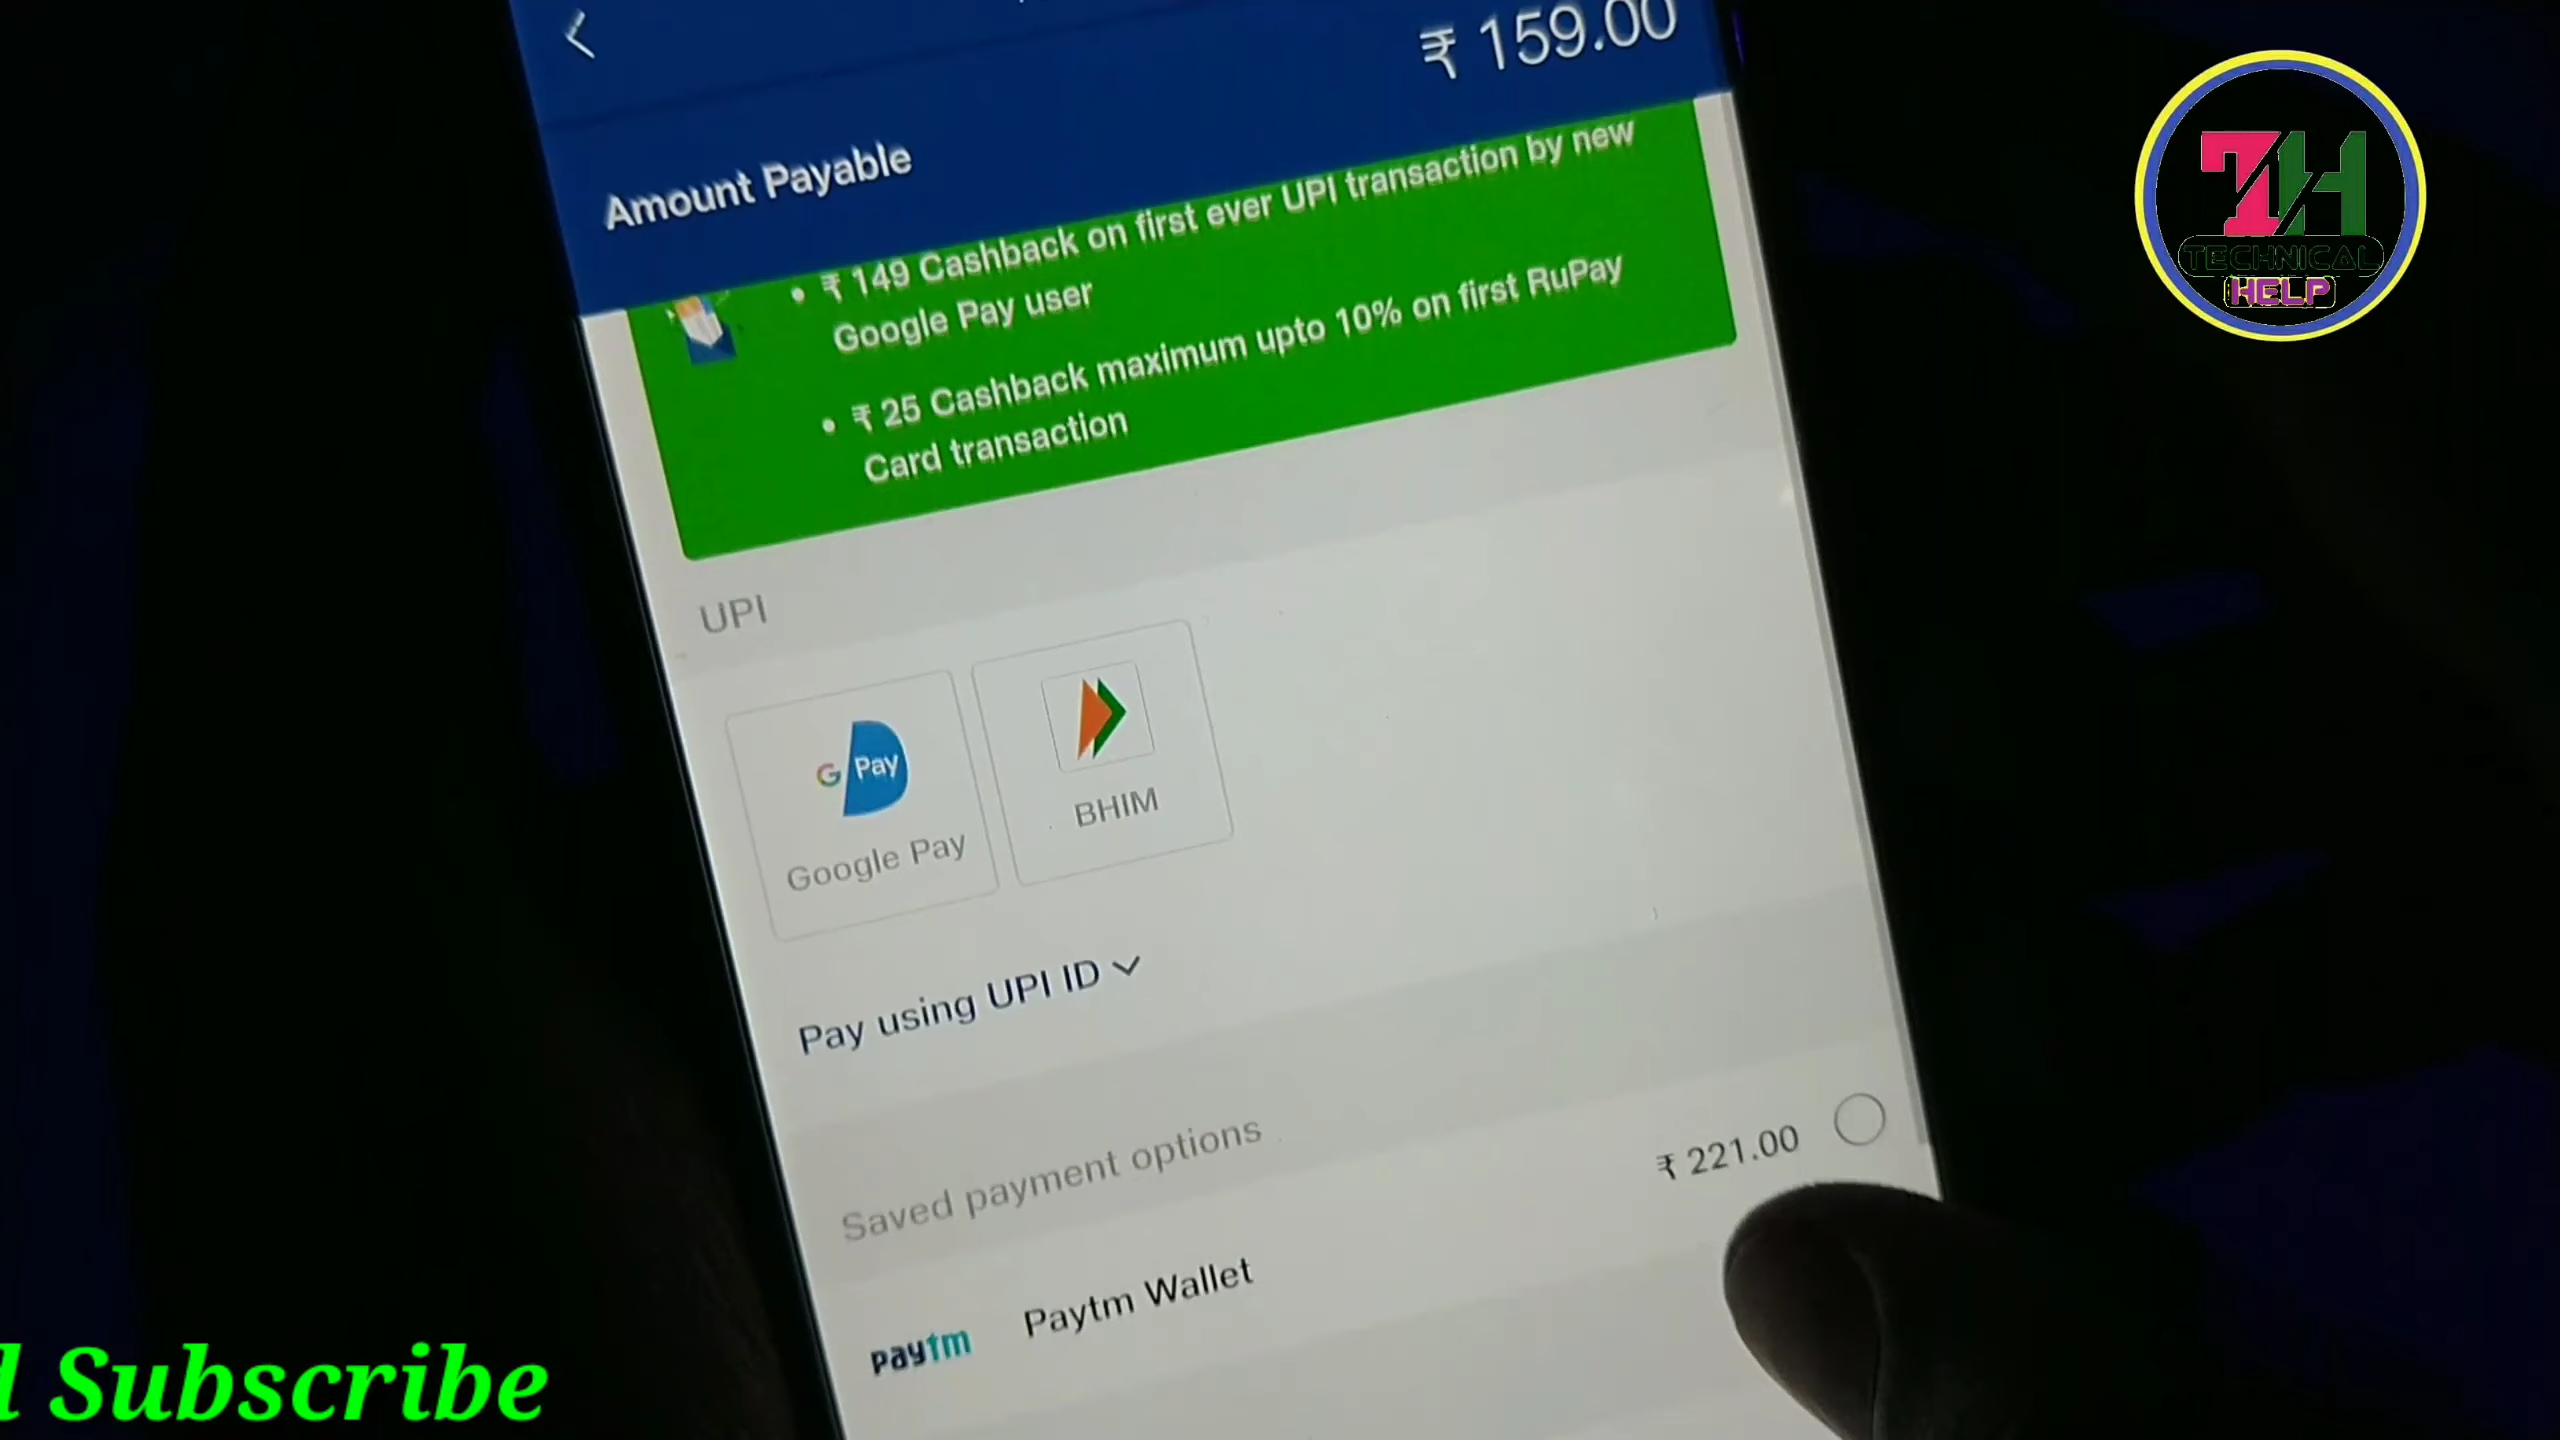 ₹ 159.00
Amount Payable
• ₹ 149 Cashback on first ever UPI transaction by new
Google Pay user
• ₹ 25 Cashback maximum upto 10% on first RuPay
Card transaction
UPI
G Pay
Google Pay
BHIM
Pay using UPI ID
Saved payment options
₹ 221.00
paytm
Paytm Wallet
TH
TECHNICAL
HELP
Subscribe